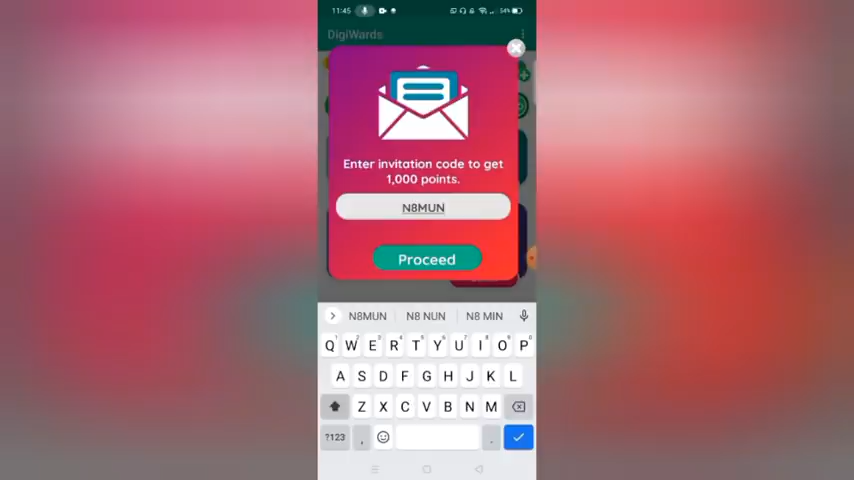 11:45
54%
DigiWards
Enter invitation code to get
1,000 points.
N8MUN
Proceed
N8MUN N8 NUN N8 MIN
Q W E R T Y U I O P
A S D F G H J K L
Z X C V B N M
?123 , .